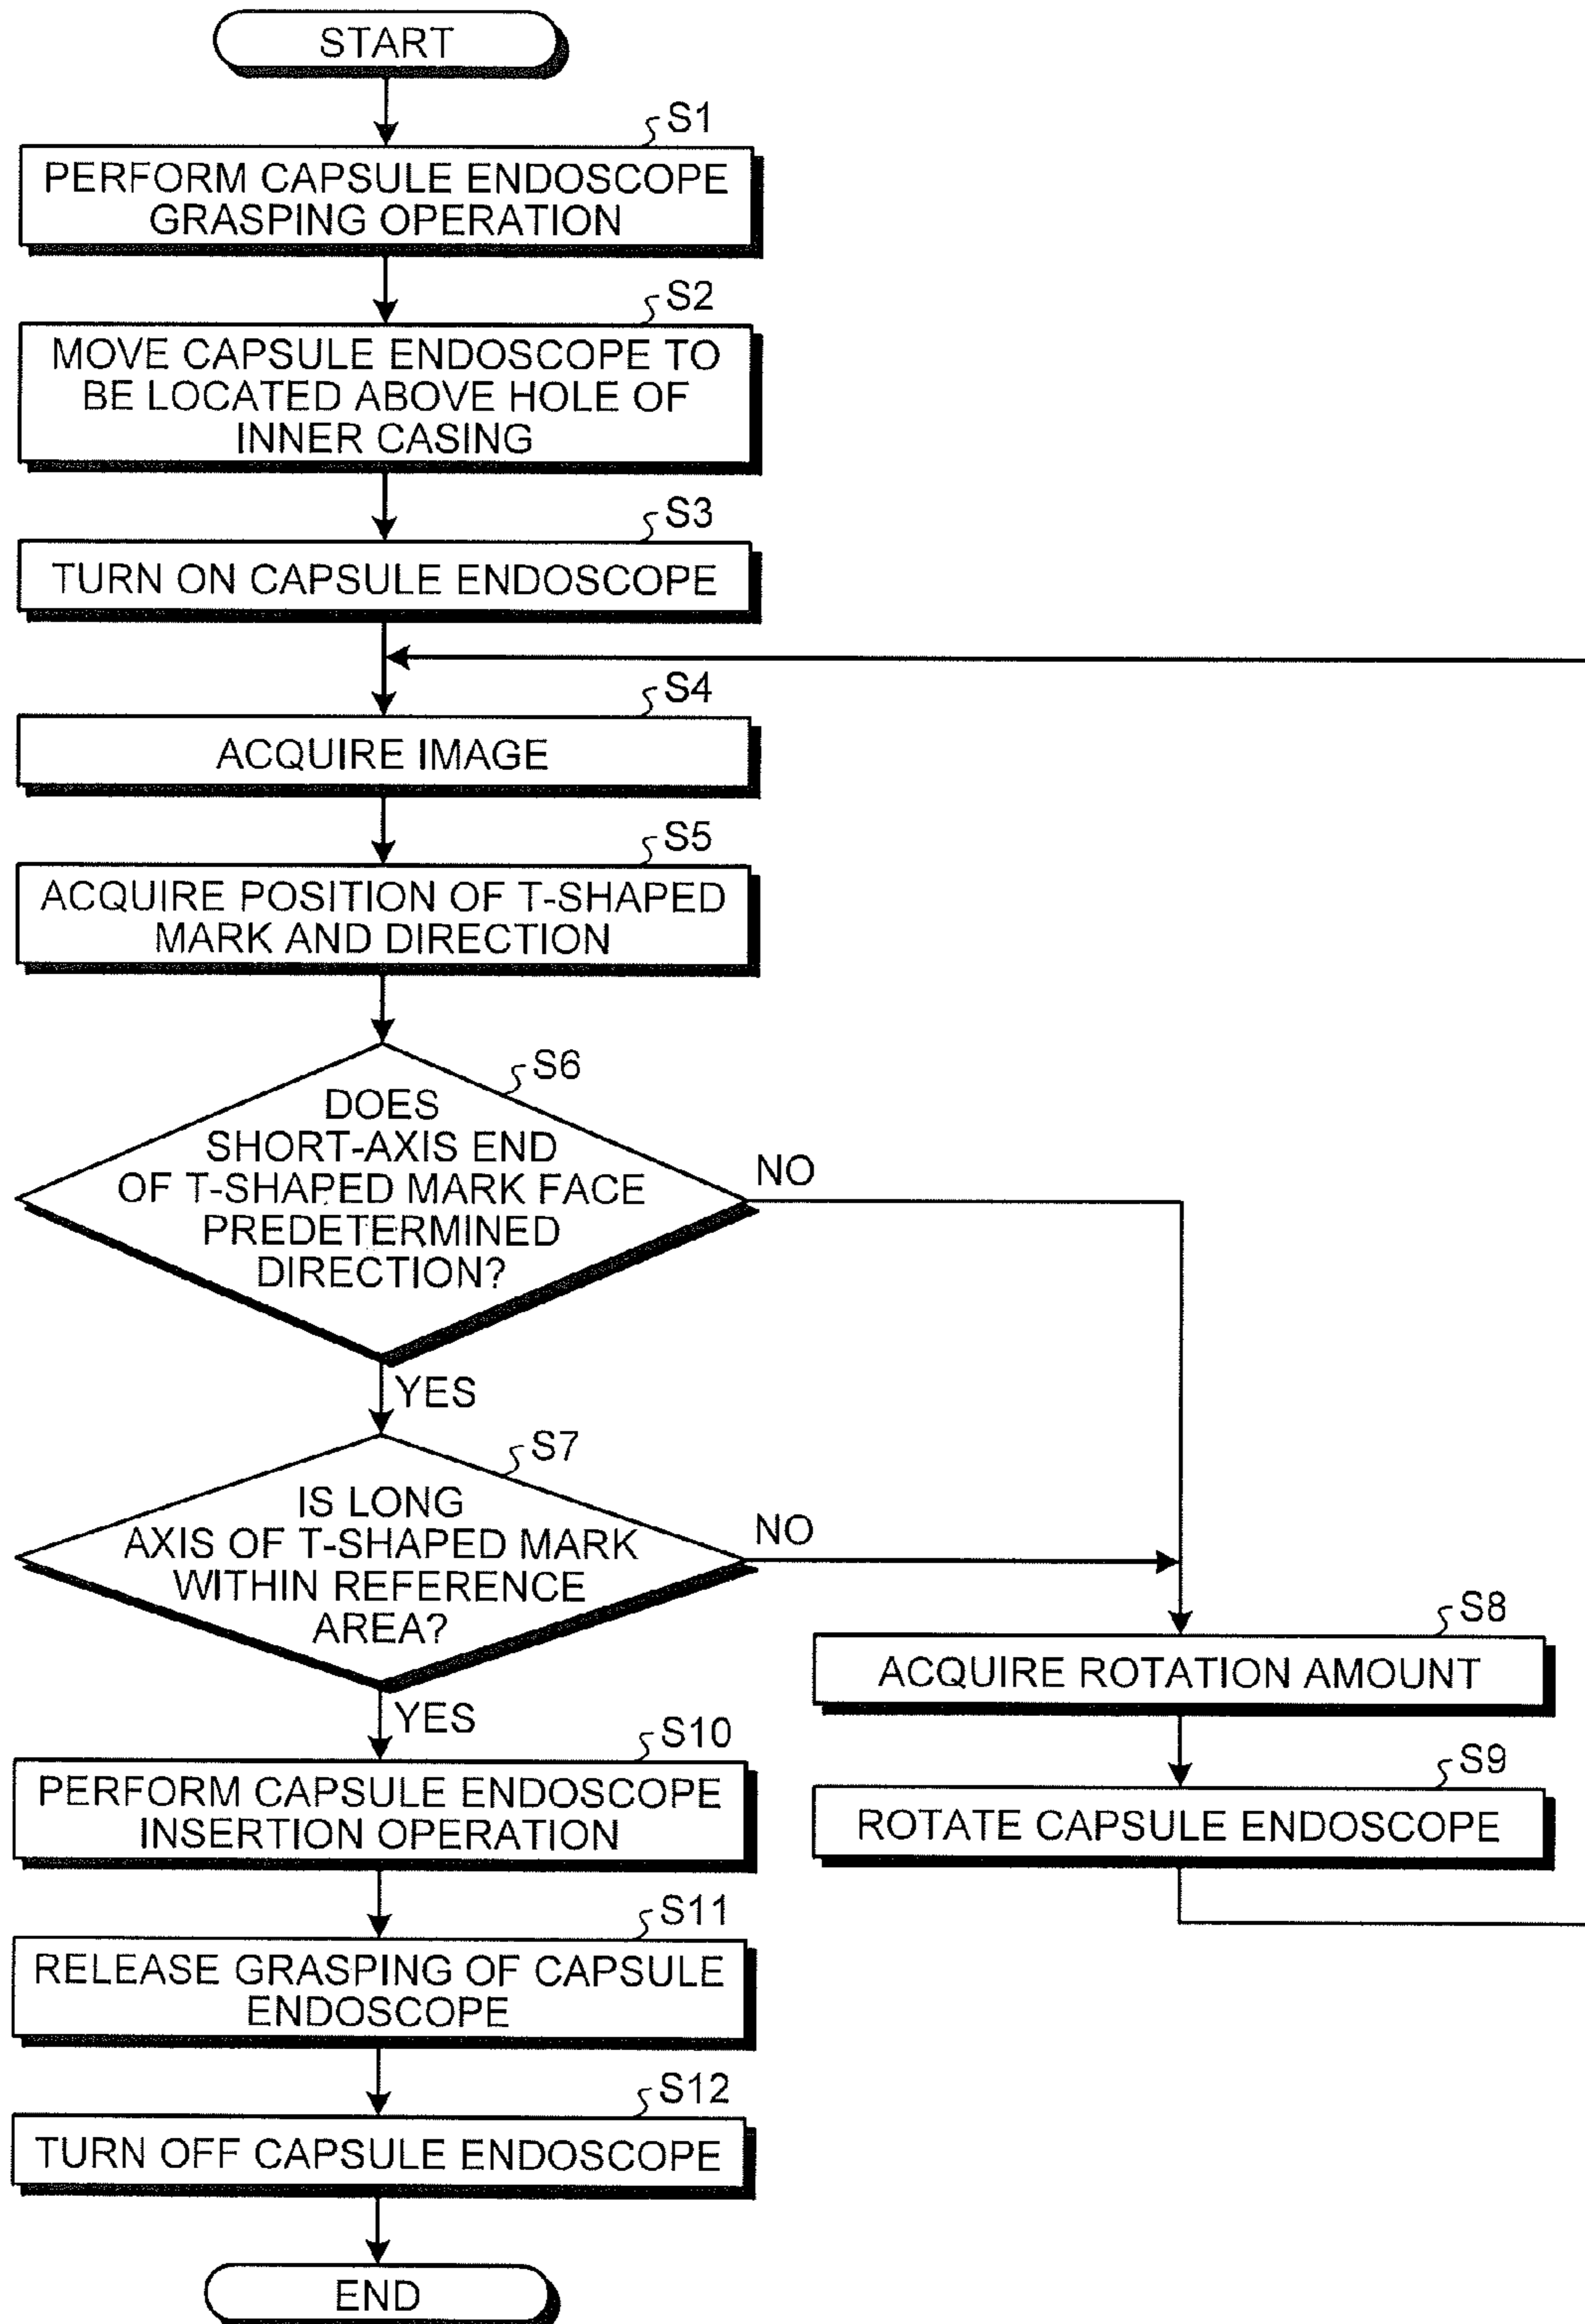 START
S1
PERFORM CAPSULE ENDOSCOPE
GRASPING OPERATION
S2
MOVE CAPSULE ENDOSCOPE TO
BE LOCATED ABOVE HOLE OF
INNER CASING
S3
TURN ON CAPSULE ENDOSCOPE
S4
ACQUIRE IMAGE
S5
ACQUIRE POSITION OF T-SHAPED
MARK AND DIRECTION
S6
DOES
SHORT-AXIS END
OF T-SHAPED MARK FACE
PREDETERMINED
DIRECTION?
NO
YES
S7
IS LONG
AXIS OF T-SHAPED MARK
WITHIN REFERENCE
AREA?
NO
YES
S8
ACQUIRE ROTATION AMOUNT
S9
ROTATE CAPSULE ENDOSCOPE
S10
PERFORM CAPSULE ENDOSCOPE
INSERTION OPERATION
S11
RELEASE GRASPING OF CAPSULE
ENDOSCOPE
S12
TURN OFF CAPSULE ENDOSCOPE
END